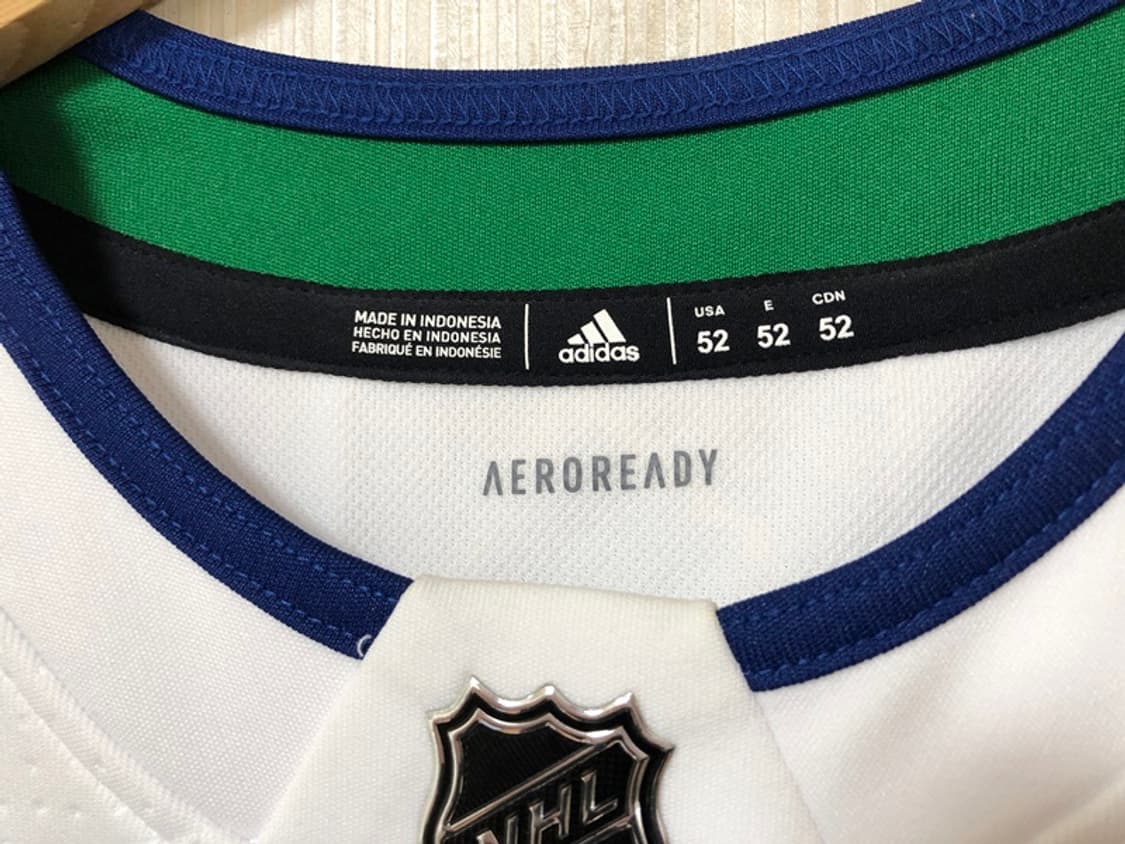 MADE IN INDONESIA
HECHO EN INDONESIA
FABRIQUÉ EN INDONÉSIE
adidas
USA E CDN
52 52 52
AEROREADY
NHL